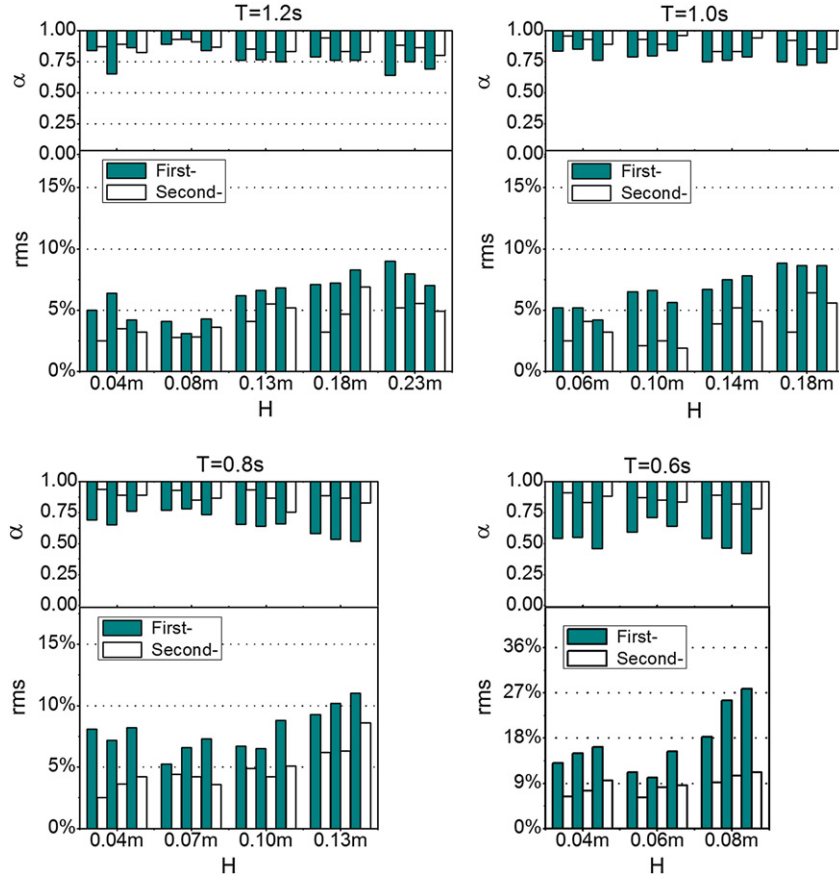 T=1.2s
1.00
0.75
0.50
0.25
0.00
α
First-
Second-
15%
10%
5%
0%
rms
0.04m 0.08m 0.13m 0.18m 0.23m
H
T=1.0s
1.00
0.75
0.50
0.25
0.00
α
First-
Second-
15%
10%
5%
0%
rms
0.06m 0.10m 0.14m 0.18m
H
T=0.8s
1.00
0.75
0.50
0.25
0.00
α
First-
Second-
15%
10%
5%
0%
rms
0.04m 0.07m 0.10m 0.13m
H
T=0.6s
1.00
0.75
0.50
0.25
0.00
α
First-
Second-
36%
27%
18%
9%
0%
rms
0.04m 0.06m 0.08m
H